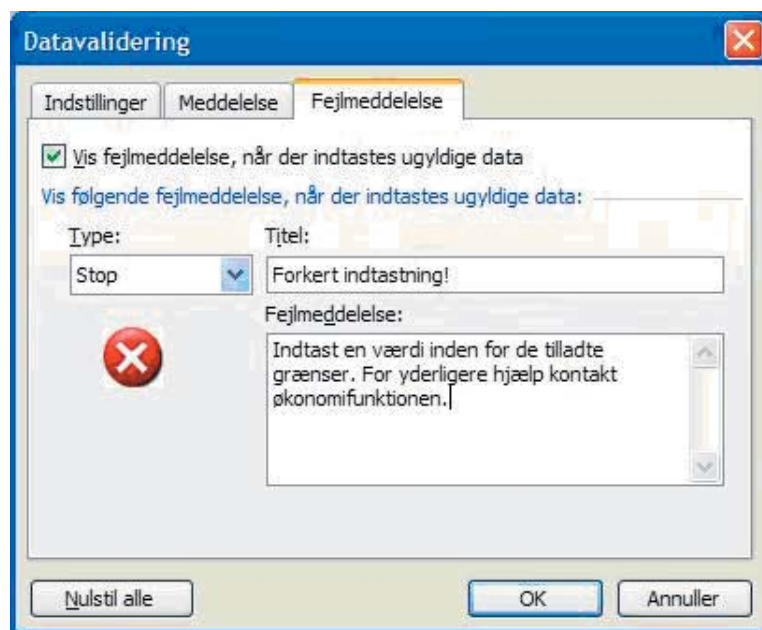 Datavalidering
Indstillinger Meddelelse Fejlmeddelelse
Vis fejlmeddelelse, når der indtastes ugyldige data
Vis følgende fejlmeddelelse, når der indtastes ugyldige data:
Type: Titel:
Stop Forkert indtastning!
Fejlmeddelelse:
Indtast en værdi inden for de tilladte
grænser. For yderligere hjælp kontakt
økonomifunktionen.
Nulstil alle OK Annuller